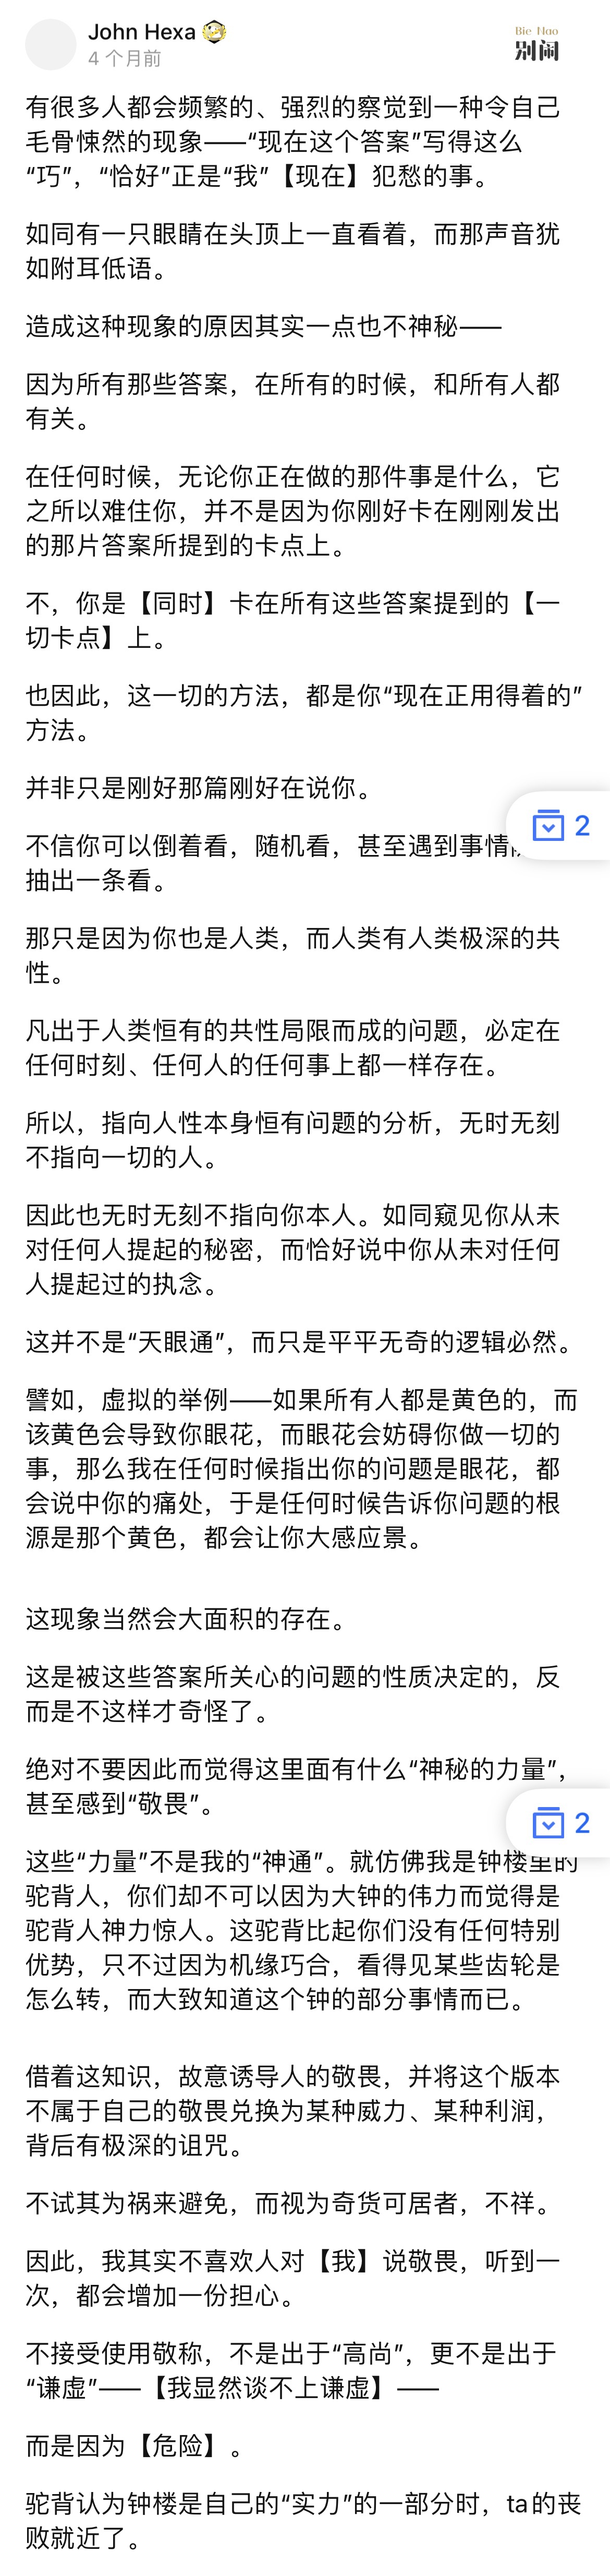 John Hexa
4 个月前
Bie Nao
别闹
有很多人都会频繁的、强烈的察觉到一种令自己
毛骨悚然的现象——“现在这个答案”写得这么
“巧”，“恰好”正是“我”【现在】犯愁的事。
如同有一只眼睛在头顶上一直看着，而那声音犹
如附耳低语。
造成这种现象的原因其实一点也不神秘——
因为所有那些答案，在所有的时候，和所有人都
有关。
在任何时候，无论你正在做的那件事是什么，它
之所以难住你，并不是因为你刚好卡在刚刚发出
的那片答案所提到的卡点上。
不，你是【同时】卡在所有这些答案提到的【一
切卡点】上。
也因此，这一切的方法，都是你“现在正用得着的”
方法。
并非只是刚好那篇刚好在说你。
2
不信你可以倒着看，随机看，甚至遇到事情
抽出一条看。
那只是因为你也是人类，而人类有人类极深的共
性。
凡出于人类恒有的共性局限而成的问题，必定在
任何时刻、任何人的任何事上都一样存在。
所以，指向人性本身恒有问题的分析，无时无刻
不指向一切的人。
因此也无时无刻不指向你本人。如同窥见你从未
对任何人提起的秘密，而恰好说中你从未对任何
人提起过的执念。
这并不是“天眼通”，而只是平平无奇的逻辑必然。
譬如，虚拟的举例——如果所有人都是黄色的，而
该黄色会导致你眼花，而眼花会妨碍你做一切的
事，那么我在任何时候指出你的问题是眼花，都
会说中你的痛处，于是任何时候告诉你问题的根
源是那个黄色，都会让你大感应景。
这现象当然会大面积的存在。
这是被这些答案所关心的问题的性质决定的，反
而是不这样才奇怪了。
绝对不要因此而觉得这里面有什么“神秘的力量”，
甚至感到“敬畏”。
2
这些“力量”不是我的“神通”。就仿佛我是钟楼里的
驼背人，你们却不可以因为大钟的伟力而觉得是
驼背人神力惊人。这驼背比起你们没有任何特别
优势，只不过因为机缘巧合，看得见某些齿轮是
怎么转，而大致知道这个钟的部分事情而已。
借着这知识，故意诱导人的敬畏，并将这个版本
不属于自己的敬畏兑换为某种威力、某种利润，
背后有极深的诅咒。
不试其为祸来避免，而视为奇货可居者，不祥。
因此，我其实不喜欢人对【我】说敬畏，听到一
次，都会增加一份担心。
不接受使用敬称，不是出于“高尚”，更不是出于
“谦虚”——【我显然谈不上谦虚】——
而是因为【危险】。
驼背认为钟楼是自己的“实力”的一部分时，ta的丧
败就近了。